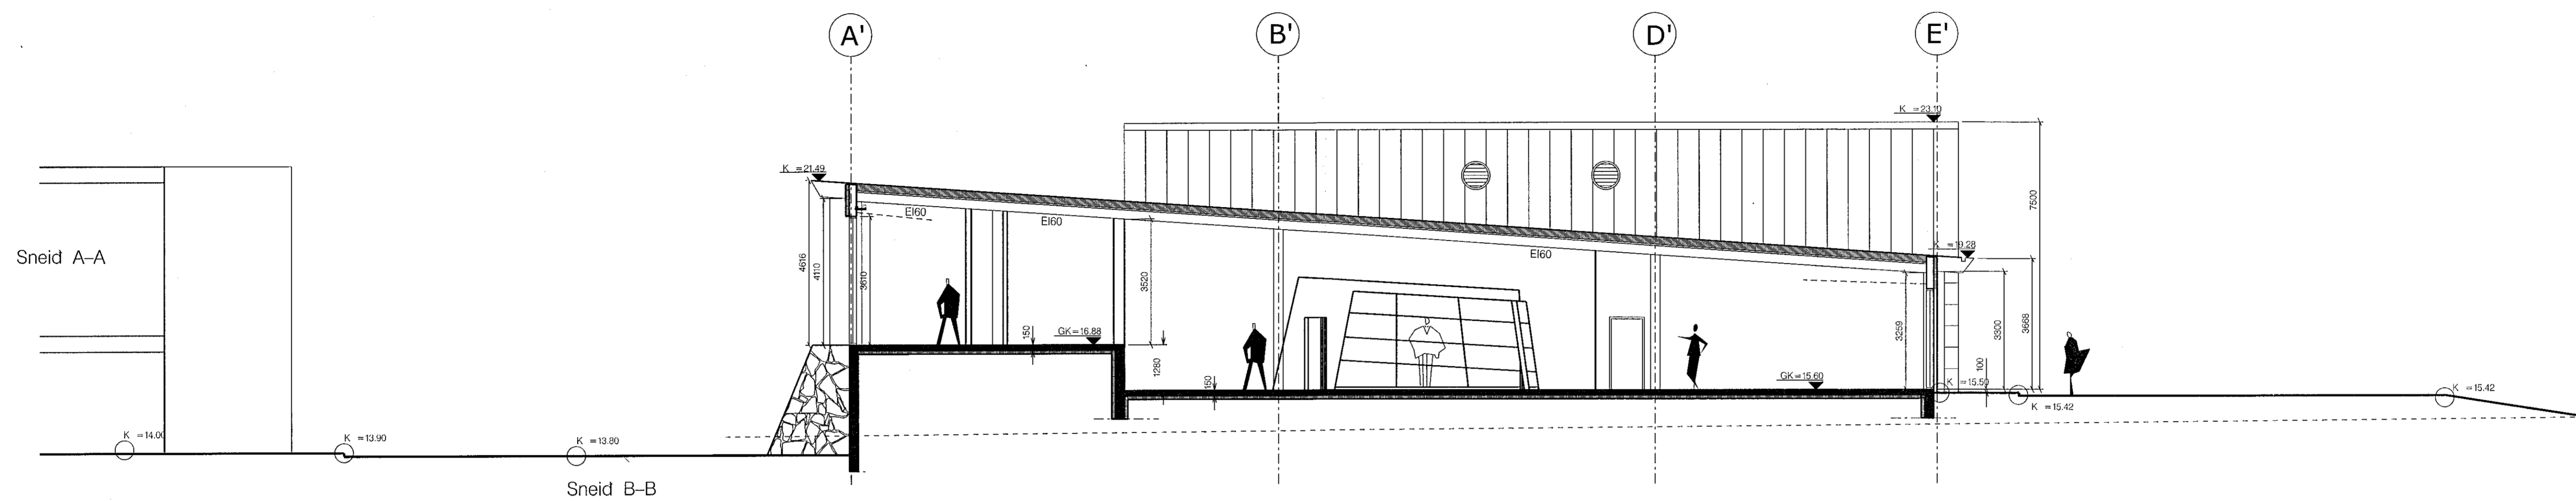 A' B' D' E'
K =23.10
K =21.49
7500
EI60
EI60
EI60
K =19.28
Sneid A–A
4616
4110
3610
3520
3259
3300
3668
150
GK=16.88
1280
150
GK=15.60
100
K =15.50
K =15.42
K =15.42
K =14.00
K =13.90
K =13.80
Sneid B–B